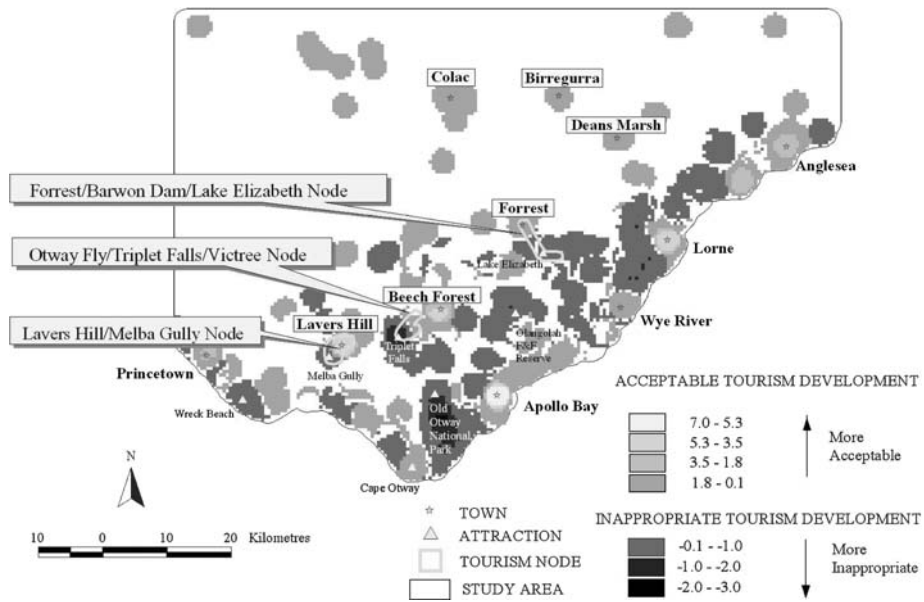 Colac
Birregurra
Deans Marsh
Anglesea
Forrest/Barwon Dam/Lake Elizabeth Node
Forrest
Otway Fly/Triplet Falls/Victree Node
Lake Elizabeth
Lorne
Beech Forest
Lavers Hill
Wye River
Lavers Hill/Melba Gully Node
Triplet
Falls
Olangolah
F&F
Reserve
Princetown
Melba Gully
Wreck Beach
Apollo Bay
Old
Otway
National
Park
Cape Otway
N
10 0 10 20 Kilometres
TOWN
ATTRACTION
TOURISM NODE
STUDY AREA
ACCEPTABLE TOURISM DEVELOPMENT
7.0 - 5.3
5.3 - 3.5
3.5 - 1.8
1.8 - 0.1
More
Acceptable
INAPPROPRIATE TOURISM DEVELOPMENT
-0.1 - -1.0
-1.0 - -2.0
-2.0 - -3.0
More
Inappropriate